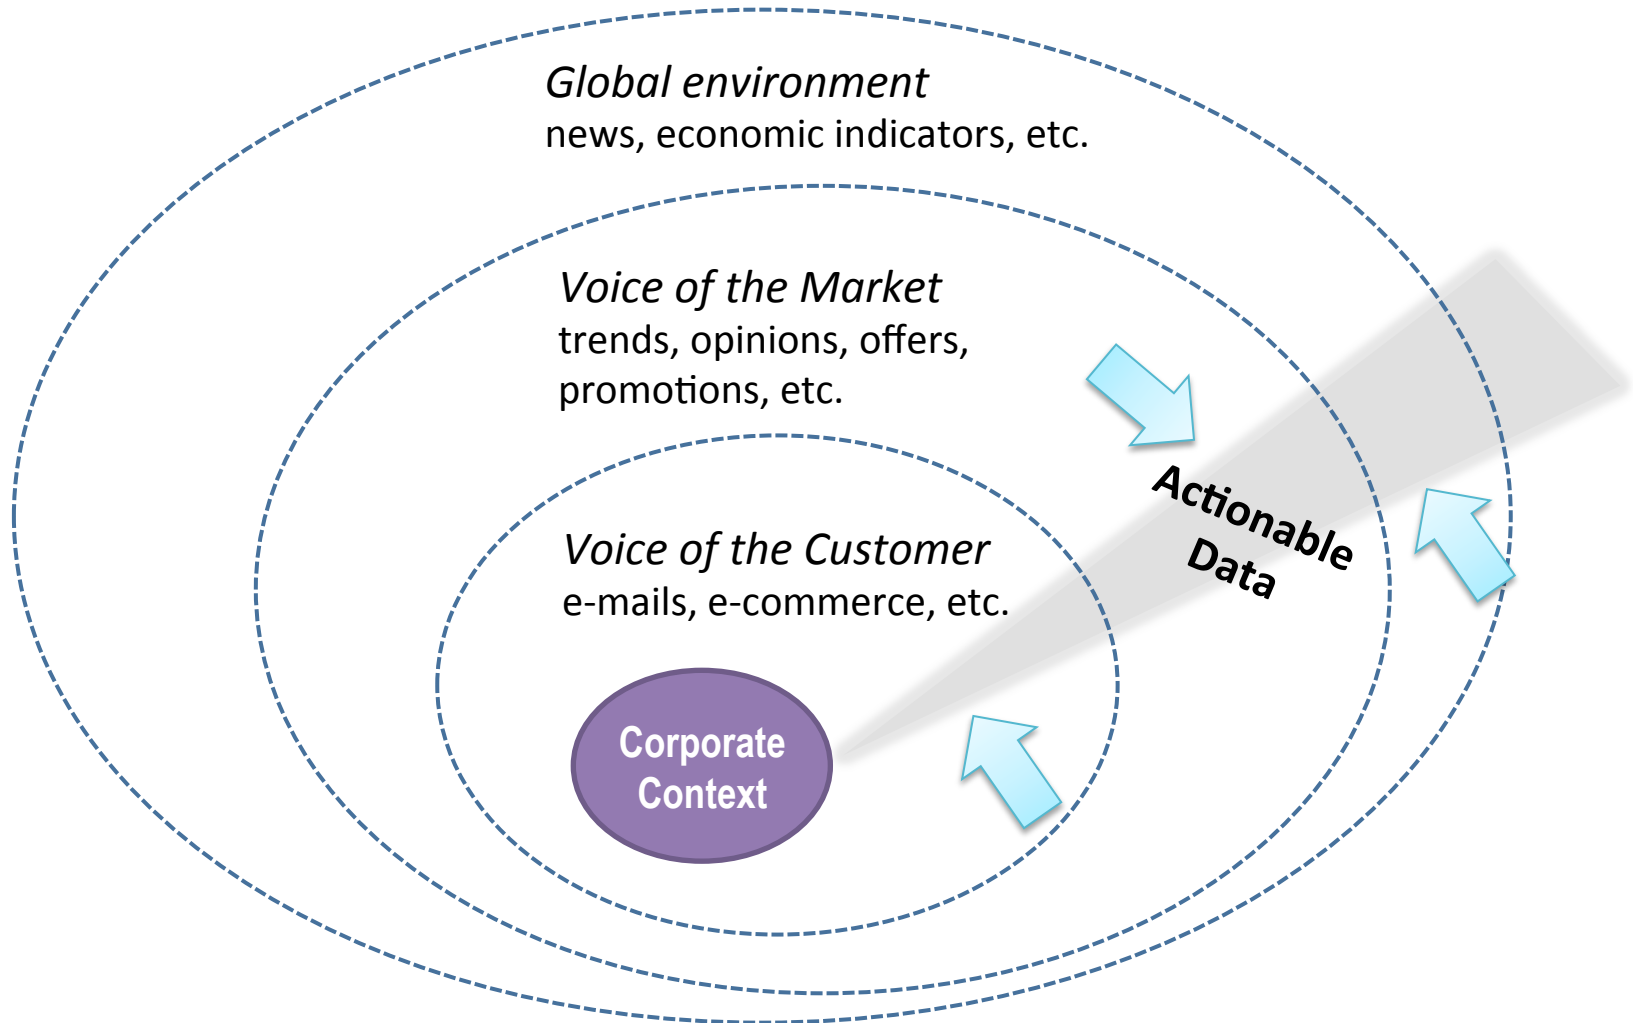 Global environment
news, economic indicators, etc.
Voice of the Market
trends, opinions, offers,
promotions, etc.
Voice of the Customer
e-mails, e-commerce, etc.
Actionable
Data
Corporate
Context